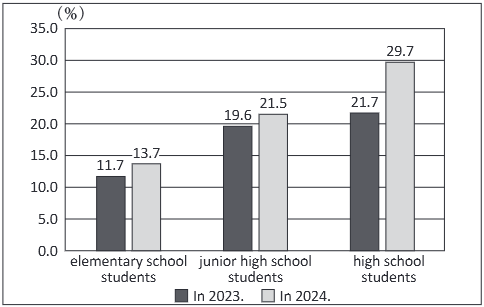 (%)
35.0
30.0
25.0
20.0
15.0
10.0
5.0
0.0
11.7 13.7
19.6 21.5
21.7 29.7
elementary school
students
junior high school
students
high school
students
In 2023. In 2024.